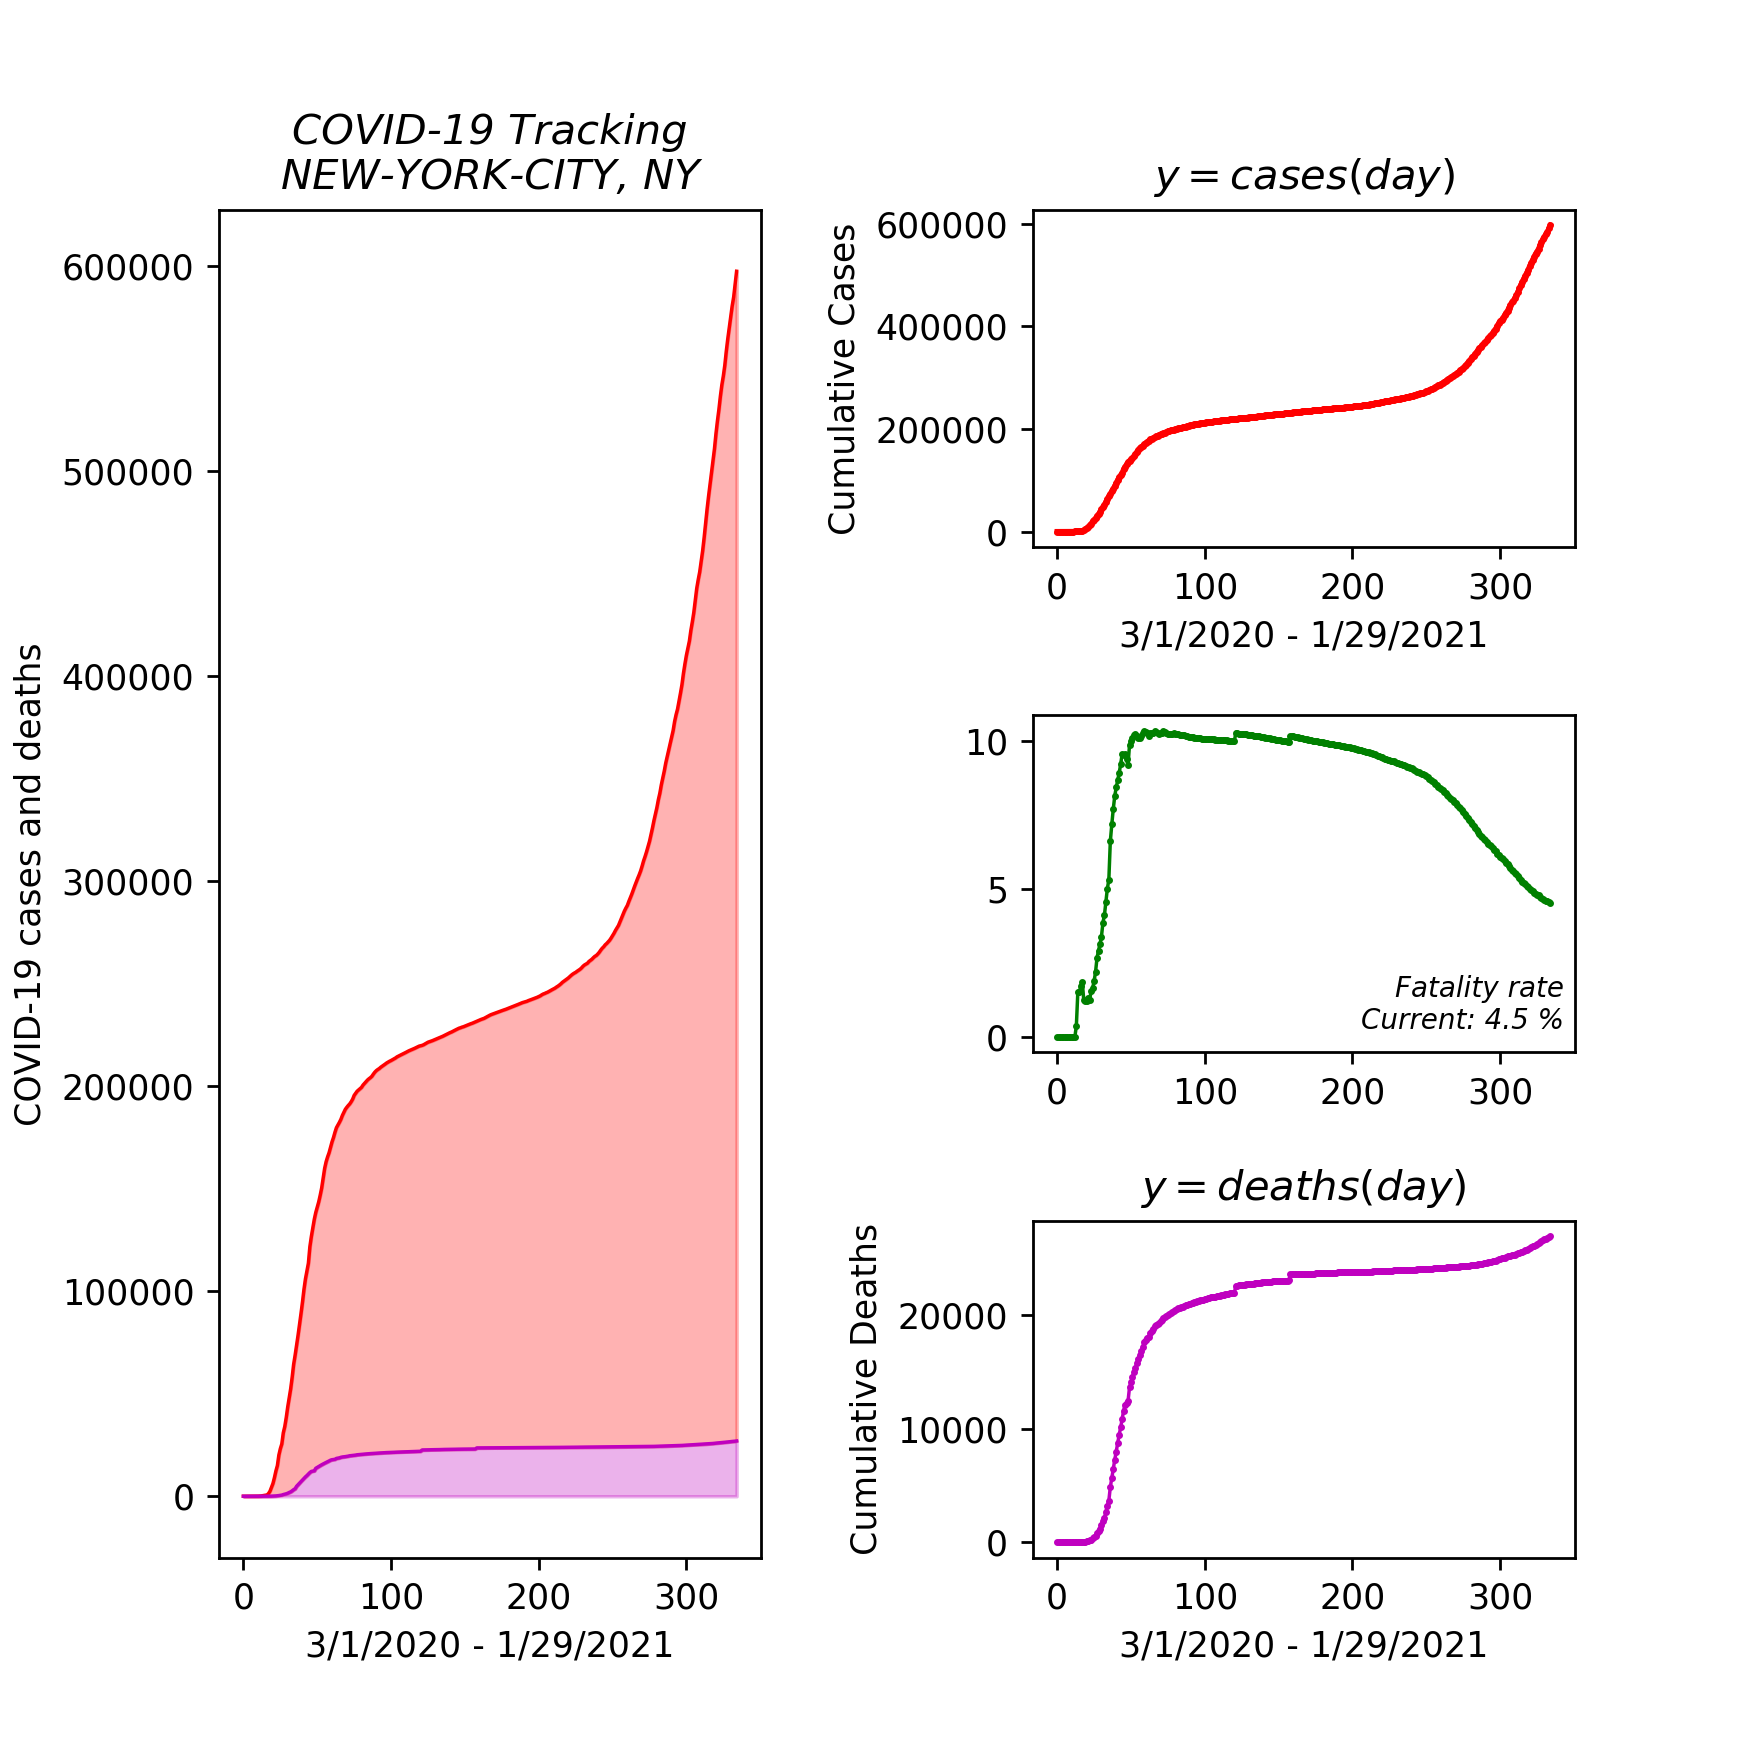 COVID-19 Tracking
NEW-YORK-CITY, NY
COVID-19 cases and deaths
600000
500000
400000
300000
200000
100000
0
0 100 200 300
3/1/2020 - 1/29/2021
y = cases(day)
Cumulative Cases
600000
400000
200000
0
0 100 200 300
3/1/2020 - 1/29/2021
10
5
0
Fatality rate
Current: 4.5 %
0 100 200 300
y = deaths(day)
Cumulative Deaths
20000
10000
0
0 100 200 300
3/1/2020 - 1/29/2021